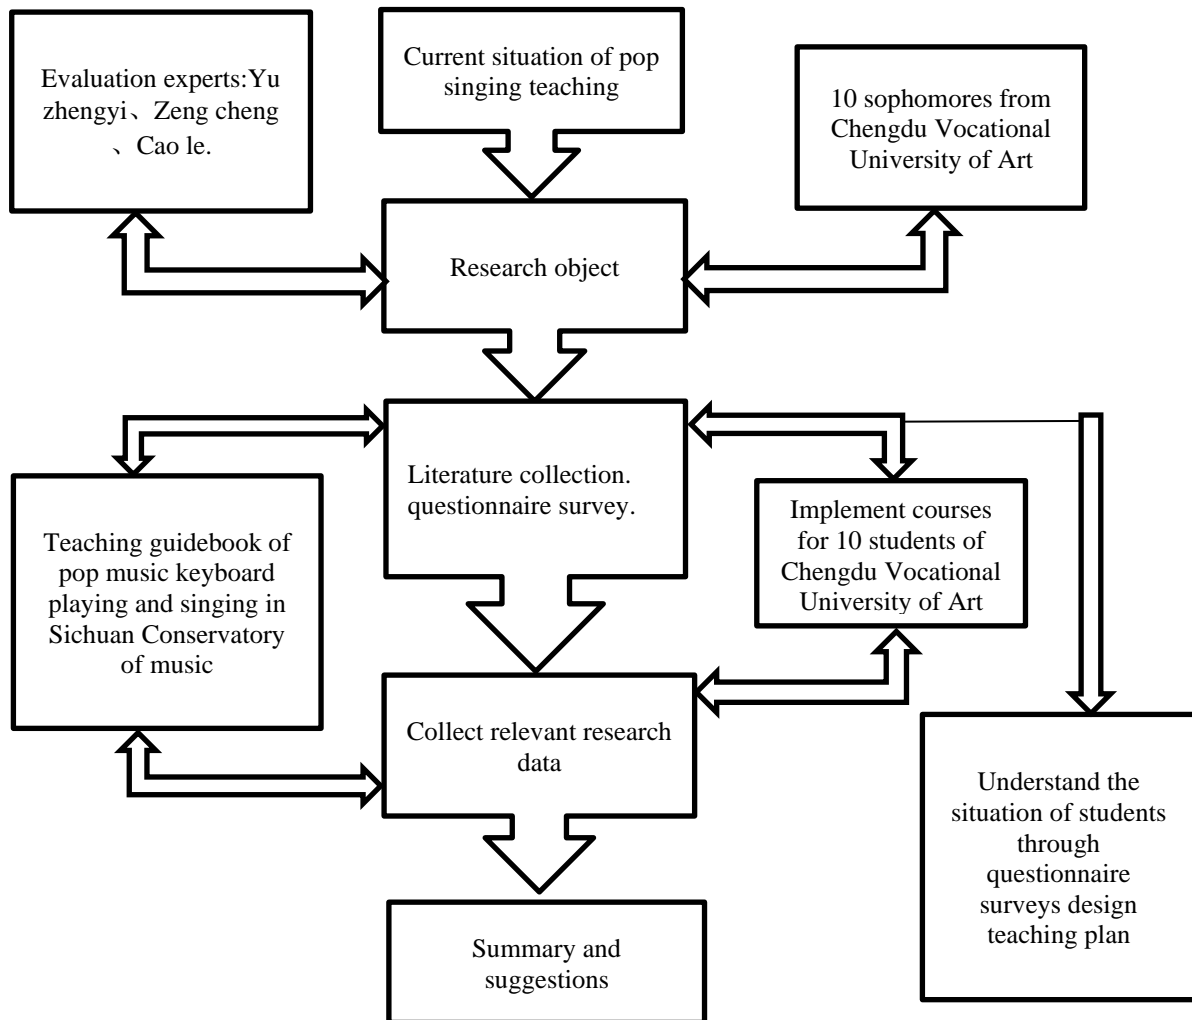 Current situation of pop
singing teaching
Evaluation experts:Yu
zhengyi、Zeng cheng
、Cao le.
10 sophomores from
Chengdu Vocational
University of Art
Research object
Literature collection.
questionnaire survey.
Teaching guidebook of
pop music keyboard
playing and singing in
Sichuan Conservatory
of music
Implement courses
for 10 students of
Chengdu Vocational
University of Art
Collect relevant research
data
Understand the
situation of students
through
questionnaire
surveys design
teaching plan
Summary and
suggestions